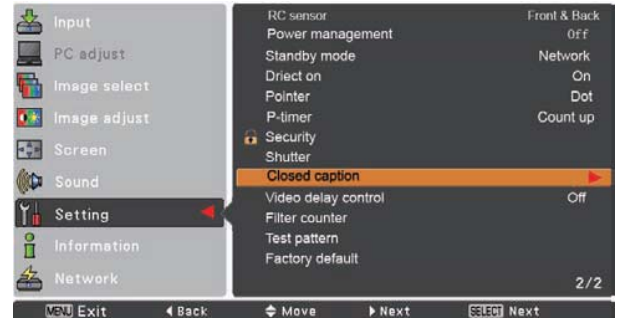 Input
PC adjust
Image select
Image adjust
Screen
Sound
Setting
Information
Network
RC sensor Front & Back
Power management Off
Standby mode Network
Driect on On
Pointer Dot
P-timer Count up
Security
Shutter
Closed caption
Video delay control Off
Filter counter
Test pattern
Factory default
2/2
MENU Exit Back Move Next SELECT Next